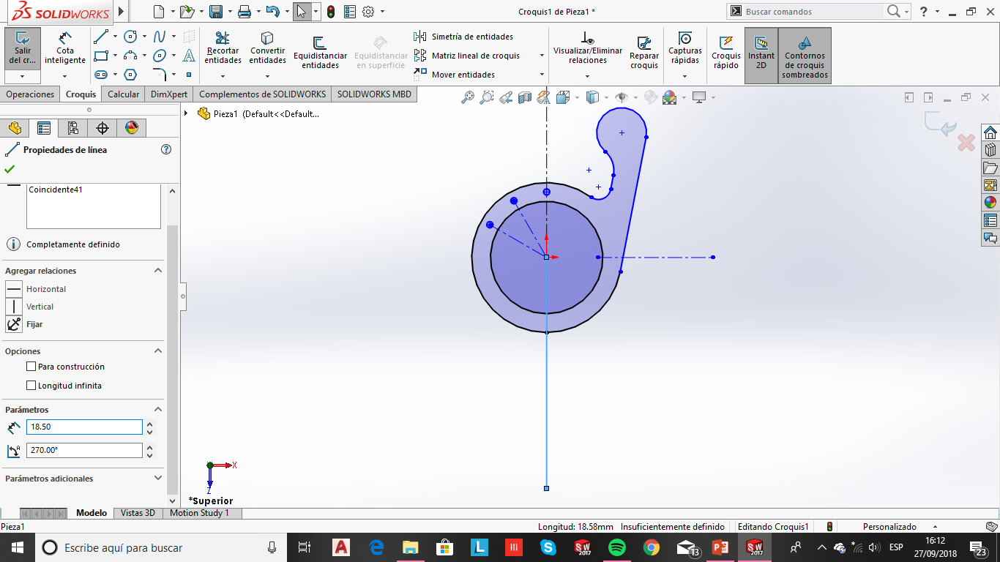 SOLIDWORKS
Croquis1 de Pieza1 *
Buscar comandos
Salir del cr...
Cota inteligente
Recortar entidades
Convertir entidades
Equidistanciar entidades
Equidistanciar en superficie
Simetría de entidades
Matriz lineal de croquis
Mover entidades
Visualizar/Eliminar relaciones
Reparar croquis
Capturas rápidas
Croquis rápido
Instant 2D
Contornos de croquis sombreados
Operaciones
Croquis
Calcular
DimXpert
Complementos de SOLIDWORKS
SOLIDWORKS MBD
Pieza1 (Default<<Default...
Propiedades de línea
Coincidente41
Completamente definido
Agregar relaciones
Horizontal
Vertical
Fijar
Opciones
Para construcción
Longitud infinita
Parámetros
18.50
270.00°
Parámetros adicionales
X
Z
*Superior
Modelo
Vistas 3D
Motion Study 1
Pieza1
Longitud: 18.58mm
Insuficientemente definido
Editando Croquis1
Personalizado
Escribe aquí para buscar
SW 2017
13
SW 2017
ESP
16:12
27/09/2018
23